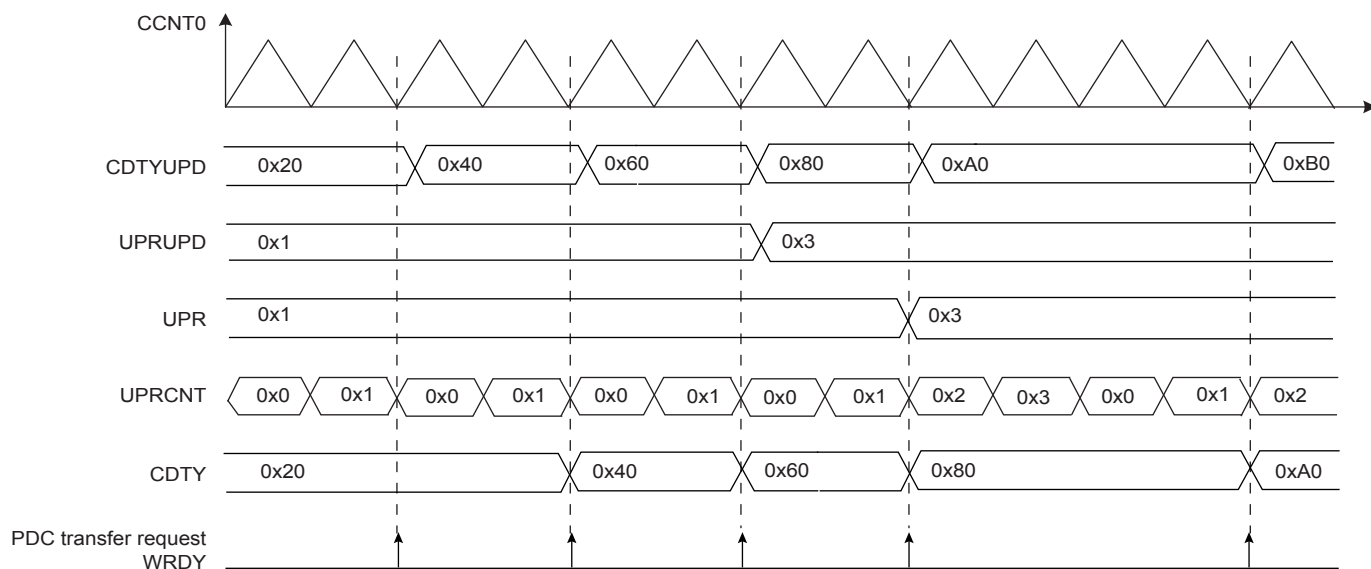 CCNT0
CDTYUPD 0x20 0x40 0x60 0x80 0xA0 0xB0
UPRUPD 0x1 0x3
UPR 0x1 0x3
UPRCNT 0x0 0x1 0x0 0x1 0x0 0x1 0x0 0x1 0x2 0x3 0x0 0x1 0x2
CDTY 0x20 0x40 0x60 0x80 0xA0
PDC transfer request
WRDY